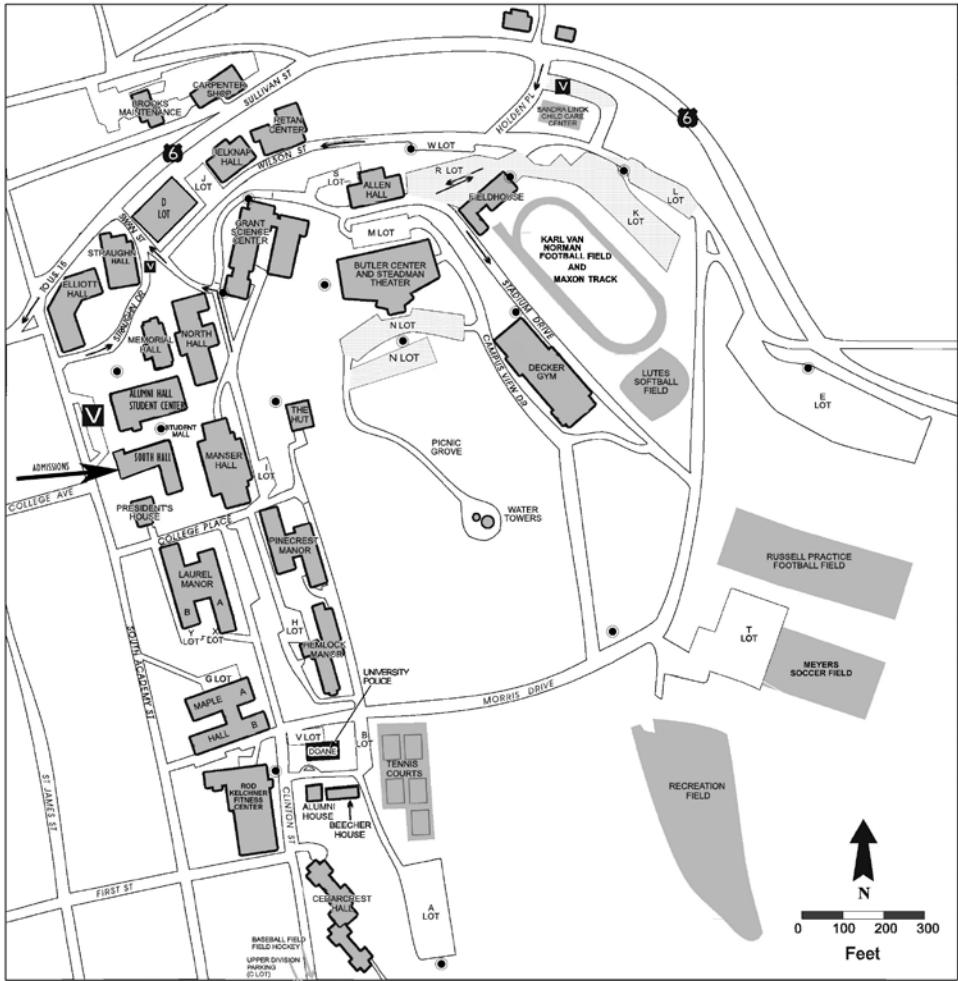 CARPENTER
SHOP
BROOKS
MAINTENANCE
SULLIVAN ST
RETAN
CENTER
HOLDEN PL
V
SANDRA LINCK
CHILD CARE
CENTER
6
6
BELKNAP
HALL
WILSON ST
W LOT
J
LOT
S
LOT
ALLEN
HALL
R LOT
FIELDHOUSE
L
LOT
K
LOT
D
LOT
SWAN ST
GRANT
SCIENCE
CENTER
M LOT
KARL VAN
NORMAN
FOOTBALL FIELD
AND
MAXON TRACK
TO U.S. 15
STRAUGHN
HALL
V
ELLIOTT
HALL
STRAUGHN DR
BUTLER CENTER
AND STEADMAN
THEATER
STADIUM DRIVE
MEMORIAL
HALL
NORTH
HALL
N LOT
N LOT
CAMPUS VIEW DR
DECKER
GYM
LUTES
SOFTBALL
FIELD
E
LOT
ALUMNI HALL
STUDENT CENTER
V
STUDENT
MALL
THE
HUT
PICNIC
GROVE
ADMISSIONS
SOUTH HALL
MANSER
HALL
I
LOT
COLLEGE AVE
PRESIDENT'S
HOUSE
COLLEGE PLACE
WATER
TOWERS
PINECREST
MANOR
RUSSELL PRACTICE
FOOTBALL FIELD
LAUREL
MANOR
B
A
Y
LOT
X
LOT
H
LOT
HEMLOCK
MANOR
T
LOT
MEYERS
SOCCER FIELD
SOUTH ACADEMY ST
UNIVERSITY
POLICE
G LOT
MAPLE
A
HALL
B
MORRIS DRIVE
V LOT
DOANE
B
LOT
TENNIS
COURTS
ST JAMES ST
ROD
KELCHNER
FITNESS
CENTER
CLINTON ST
ALUMNI
HOUSE
BEECHER
HOUSE
RECREATION
FIELD
FIRST ST
CEDARCREST
HALL
A
LOT
BASEBALL FIELD
FIELD HOCKEY
UPPER DIVISION
PARKING
(C LOT)
N
0 100 200 300
Feet